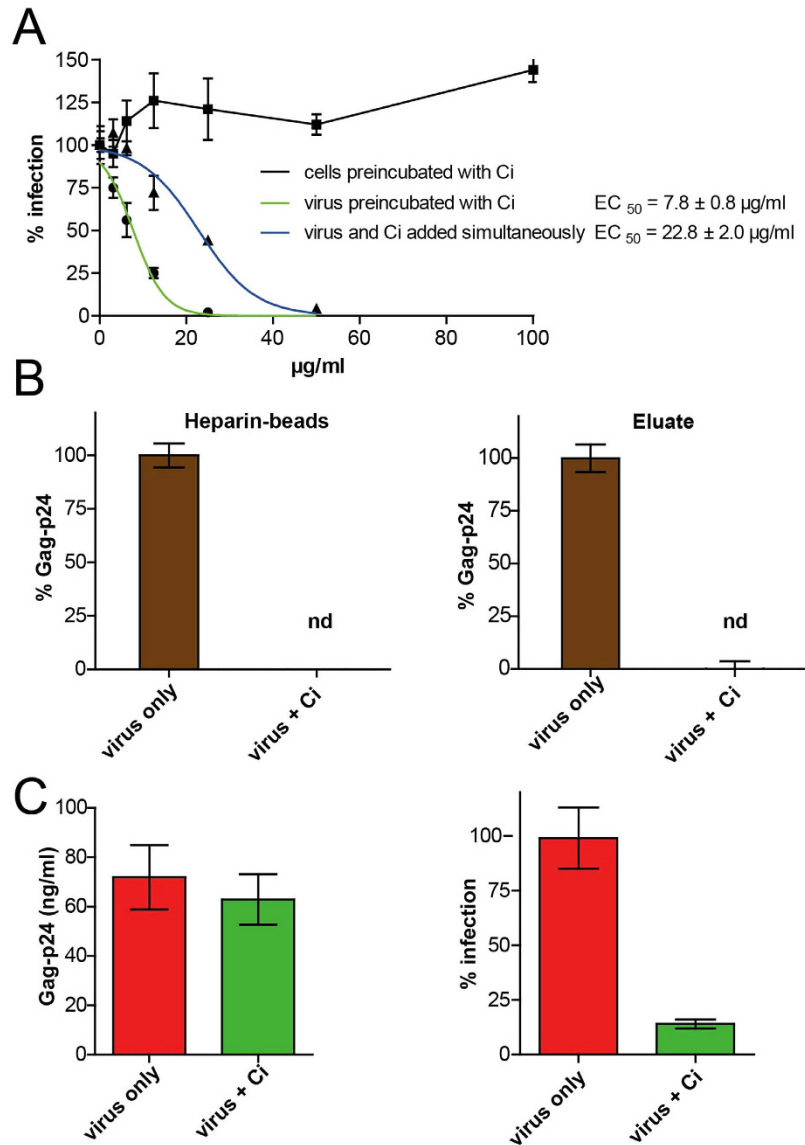 A
150
125
100
75
50
25
0
% infection
cells preincubated with Ci
virus preincubated with Ci EC 50 = 7.8 ± 0.8 µg/ml
virus and Ci added simultaneously EC 50 = 22.8 ± 2.0 µg/ml
0 20 40 60 80 100
µg/ml
B
Heparin-beads
100
75
50
25
0
% Gag-p24
nd
virus only
virus + Ci
Eluate
100
75
50
25
0
% Gag-p24
nd
virus only
virus + Ci
C
100
80
60
40
20
0
Gag-p24 (ng/ml)
virus only
virus + Ci
100
75
50
25
0
% infection
virus only
virus + Ci